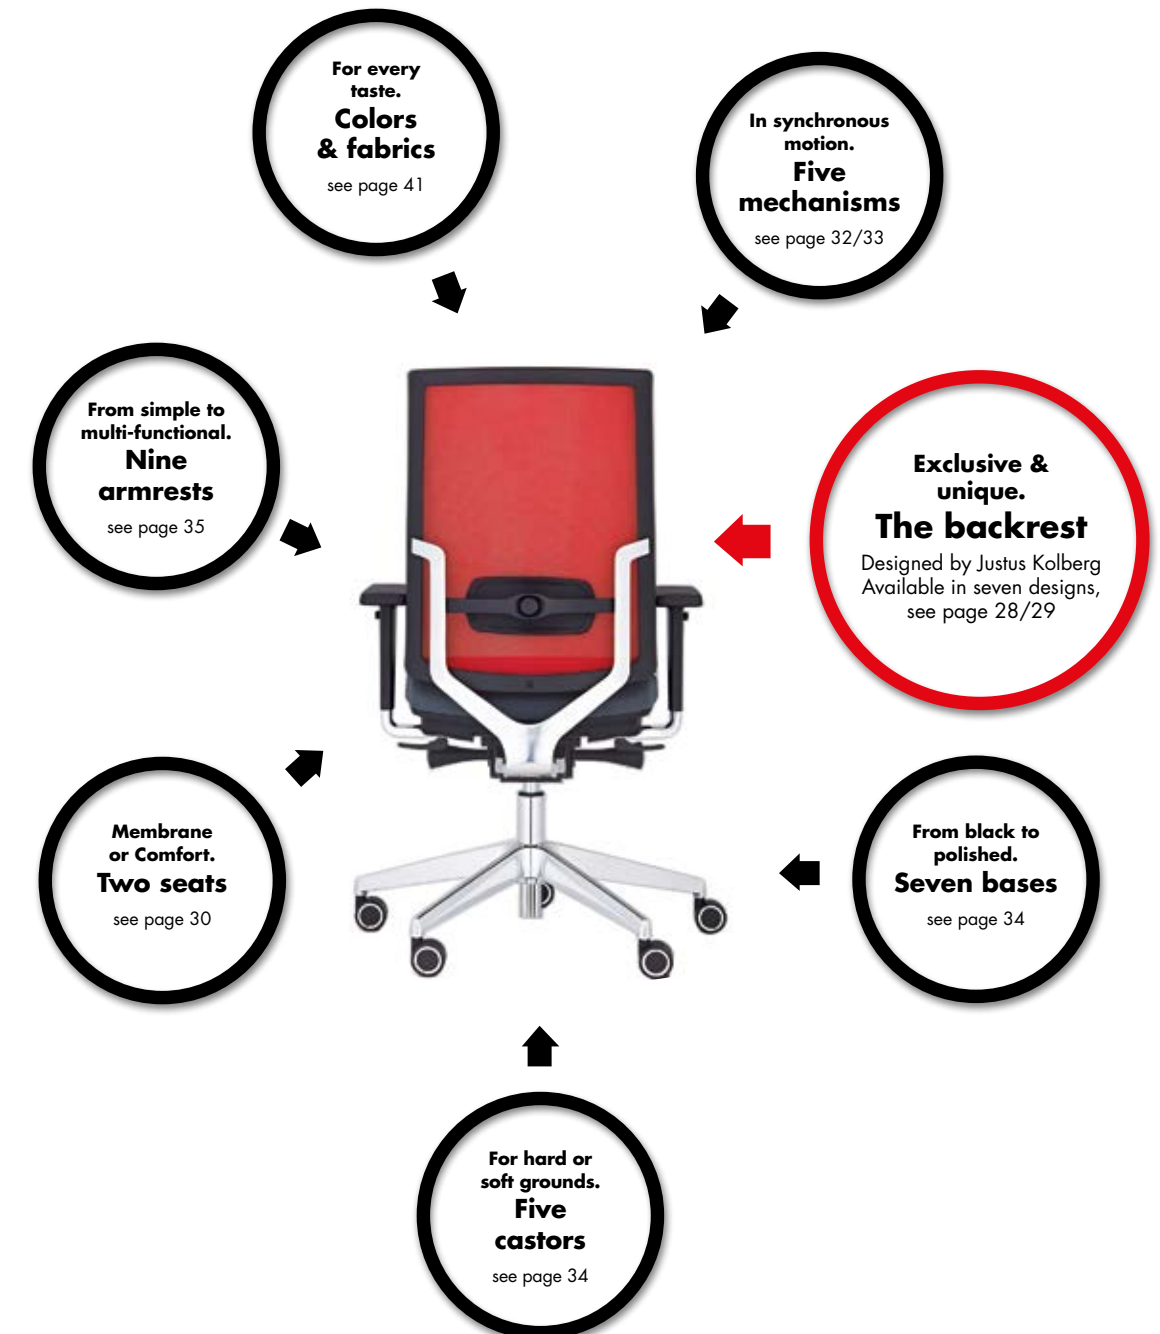 For every
taste.
Colors
& fabrics
see page 41
In synchronous
motion.
Five
mechanisms
see page 32/33
From simple to
multi-functional.
Nine
armrests
see page 35
Exclusive &
unique.
The backrest
Designed by Justus Kolberg
Available in seven designs,
see page 28/29
Membrane
or Comfort.
Two seats
see page 30
From black to
polished.
Seven bases
see page 34
For hard or
soft grounds.
Five
castors
see page 34